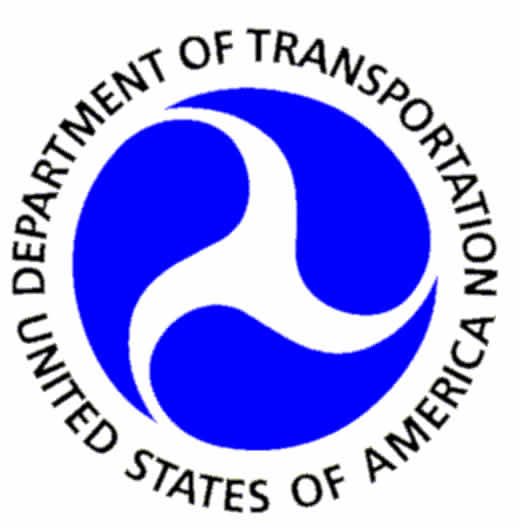 DEPARTMENT OF TRANSPORTATION
UNITED STATES OF AMERICA